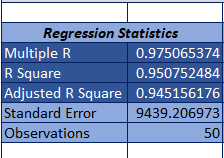 Regression Statistics
Multiple R 0.975065374
R Square 0.950752484
Adjusted R Square 0.945156176
Standard Error 9439.206973
Observations 50